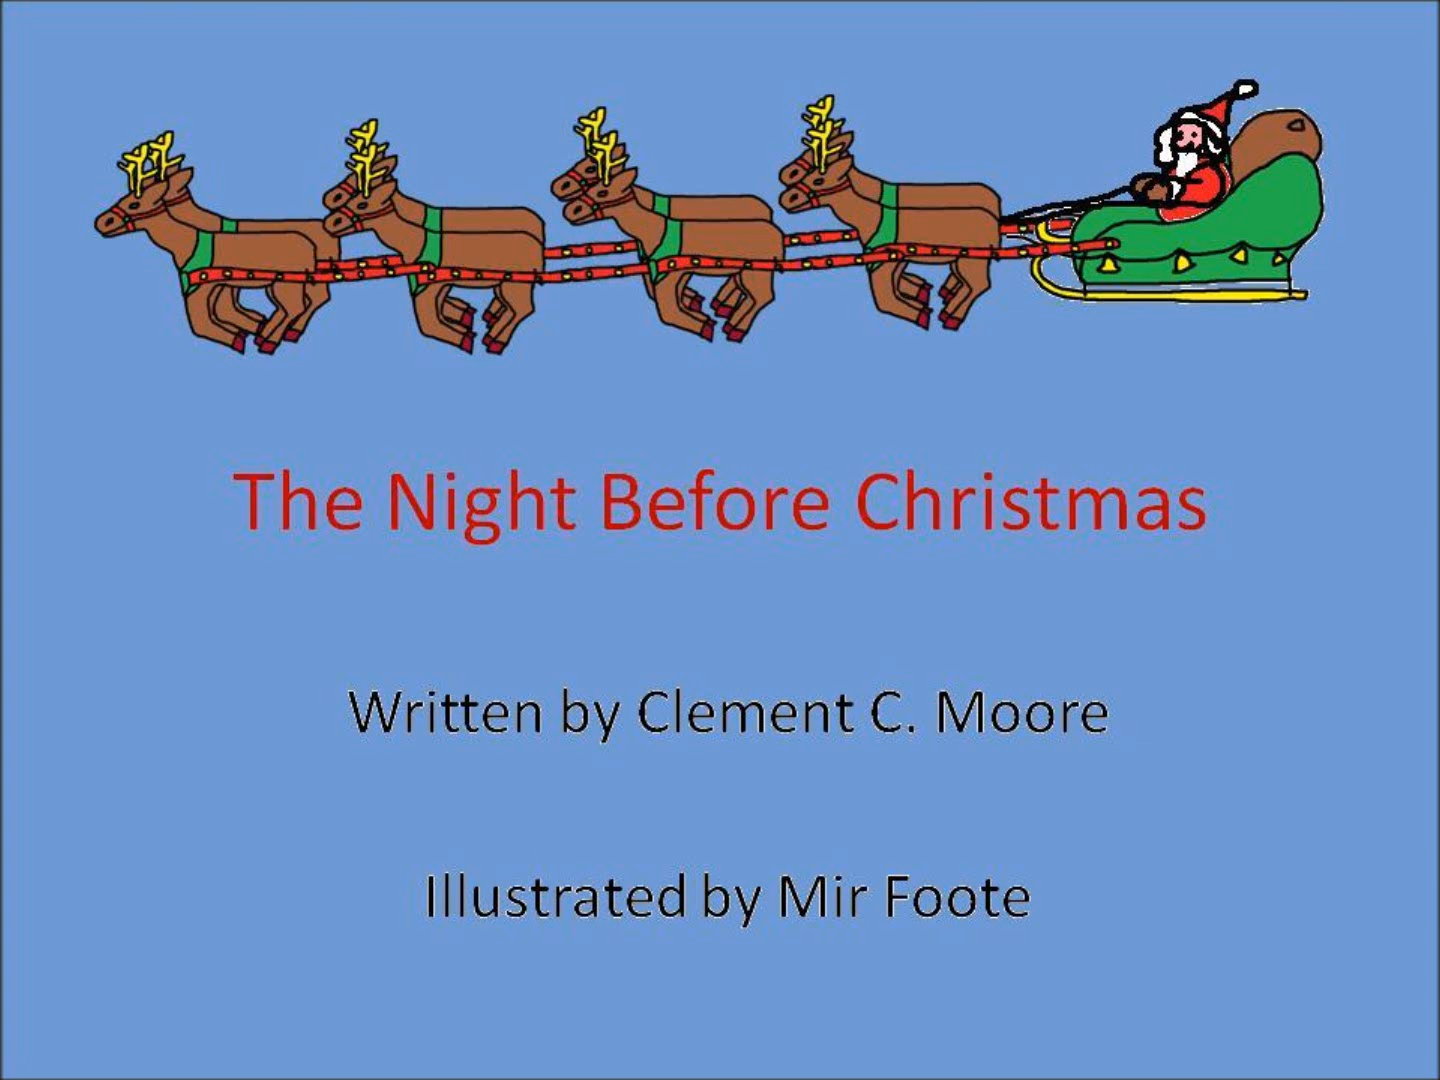 The Night Before Christmas
Written by Clement C. Moore
Illustrated by Mir Foote